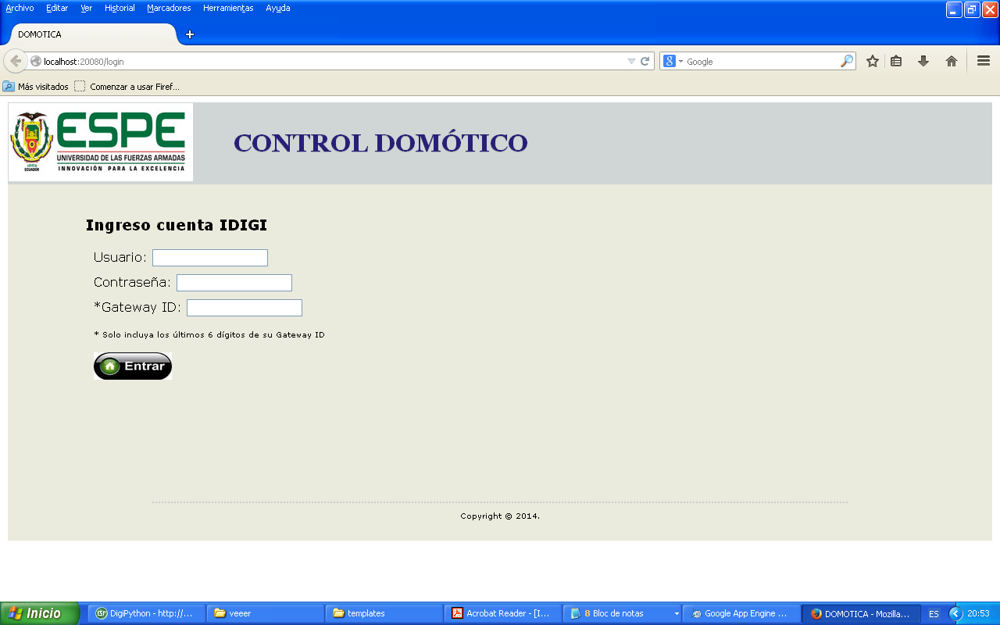 Archivo Editar Ver Historial Marcadores Herramientas Ayuda
DOMOTICA
localhost:20080/login
Google
Más visitados Comenzar a usar Firef...
ESPE
UNIVERSIDAD DE LAS FUERZAS ARMADAS
INNOVACIÓN PARA LA EXCELENCIA
ECUADOR
CONTROL DOMÓTICO
Ingreso cuenta IDIGI
Usuario:
Contraseña:
*Gateway ID:
* Solo incluya los últimos 6 dígitos de su Gateway ID
Entrar
Copyright © 2014.
Inicio DigiPython - http://... veeer templates Acrobat Reader - [I... 8 Bloc de notas Google App Engine ... DOMOTICA - Mozilla... ES 20:53